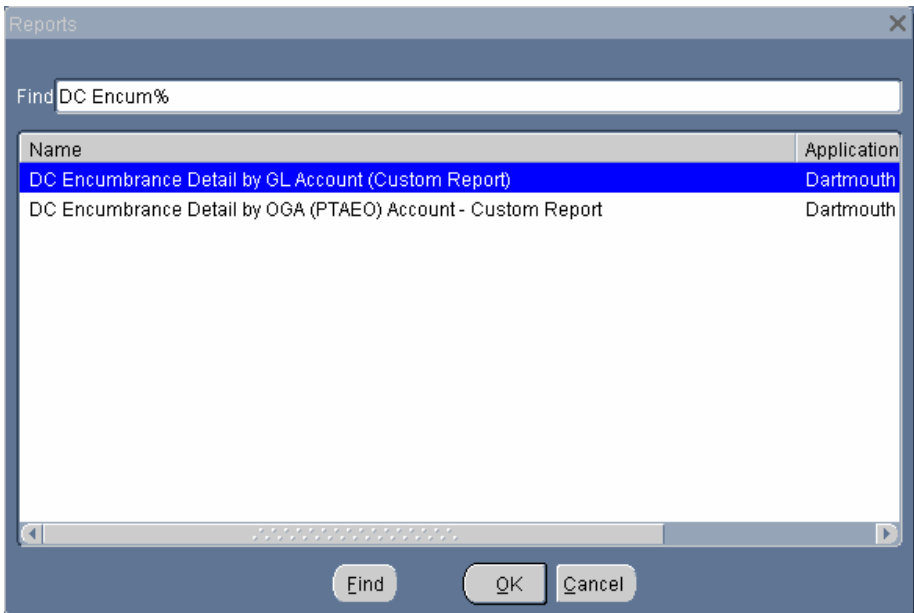 Reports
Find DC Encum%
Name Application
DC Encumbrance Detail by GL Account (Custom Report) Dartmouth
DC Encumbrance Detail by OGA (PTAEO) Account - Custom Report Dartmouth
Find OK Cancel